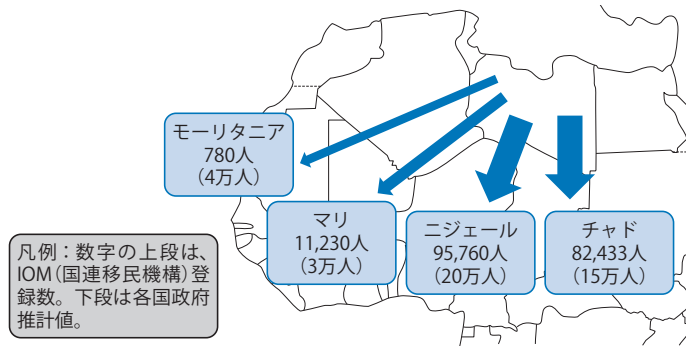 モーリタニア
780人
（4万人）
マリ
11,230人
（3万人）
ニジェール
95,760人
（20万人）
チャド
82,433人
（15万人）
凡例：数字の上段は、
IOM（国連移民機構）登
録数。下段は各国政府
推計値。